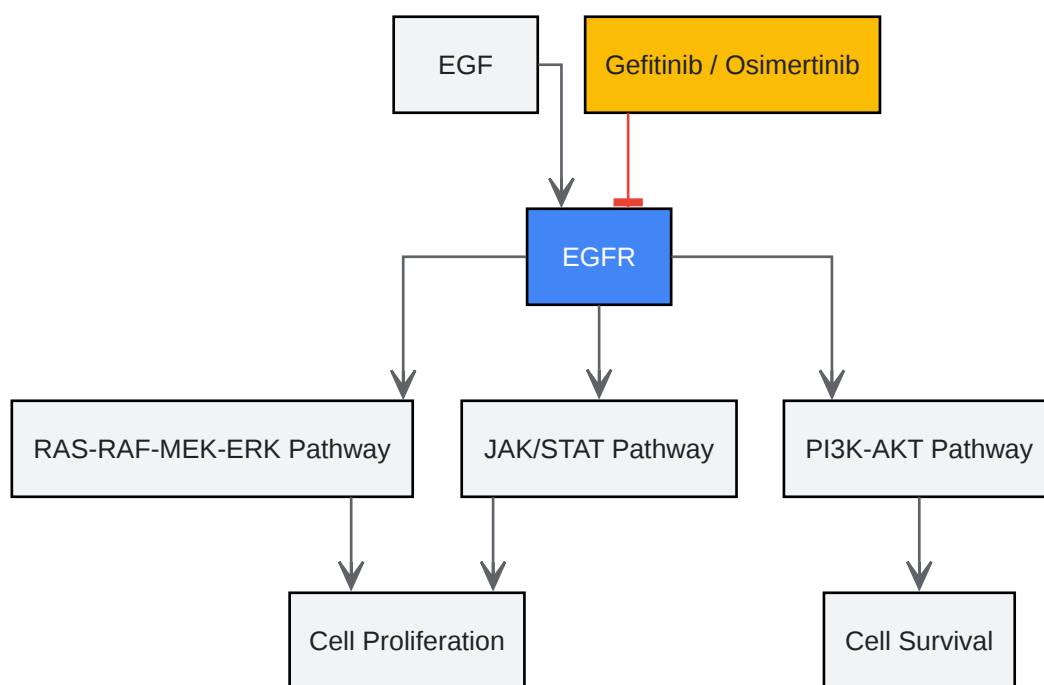 EGF
Gefitinib / Osimertinib
EGFR
RAS-RAF-MEK-ERK Pathway
JAK/STAT Pathway
PI3K-AKT Pathway
Cell Proliferation
Cell Survival